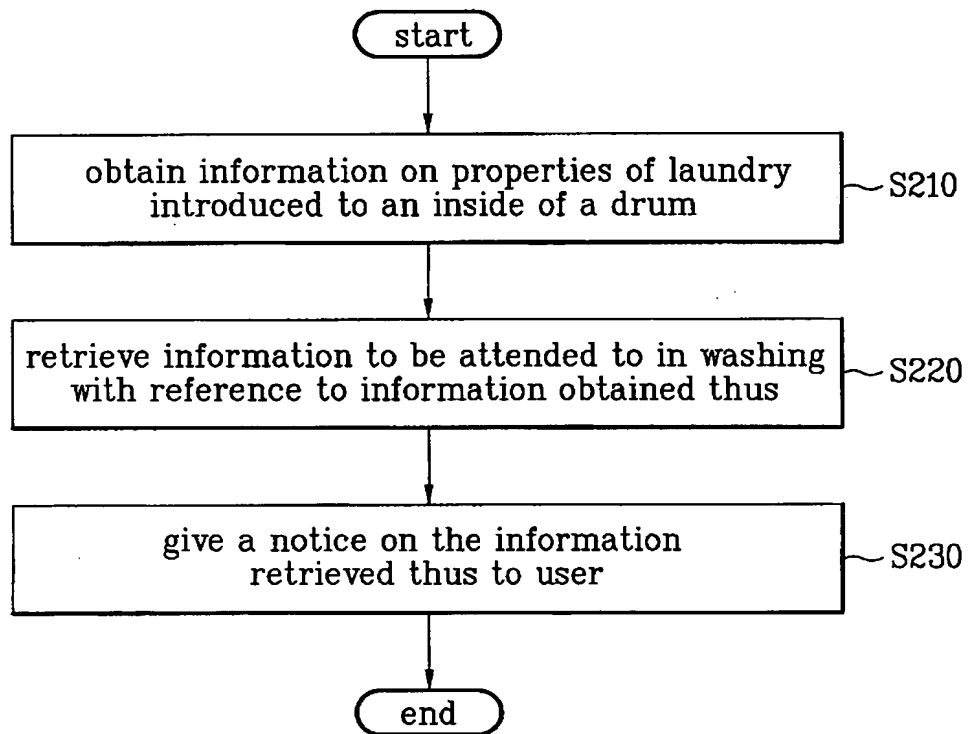 start
obtain information on properties of laundry
introduced to an inside of a drum
S210
retrieve information to be attended to in washing
with reference to information obtained thus
S220
give a notice on the information
retrieved thus to user
S230
end